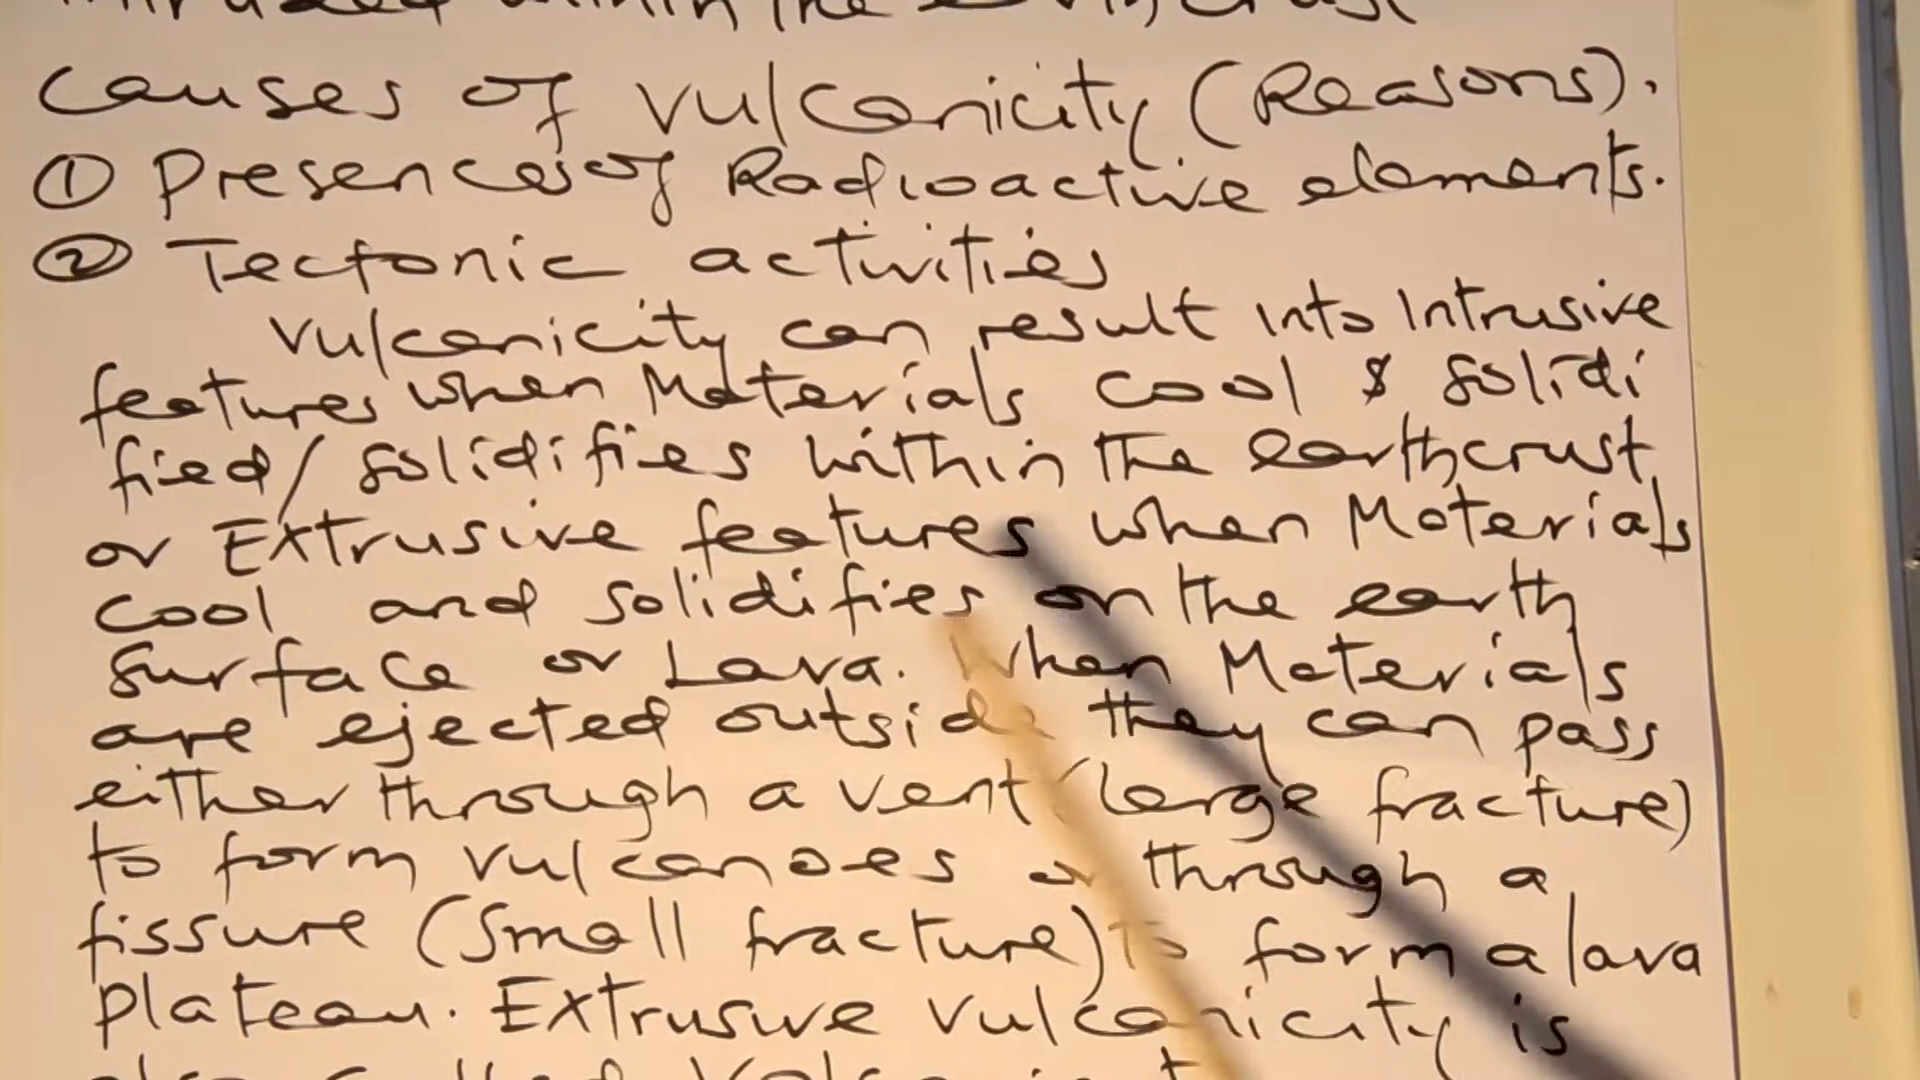 within the
Causes of Vulcanicity (Reasons).
① Presences of Radioactive elements.
② Tectonic activities
Vulcanicity can result into Intrusive
features when Materials cool & solidi
fied/solidifies within the earthcrust
or Extrusive features when Materials
cool and solidifies on the earth
surface or Lava. When Materials
are ejected outside they can pass
either through a vent (large fracture)
to form vulcanoes or through a
fissure (small fracture) to form a lava
plateau. Extrusive vulcanicity is